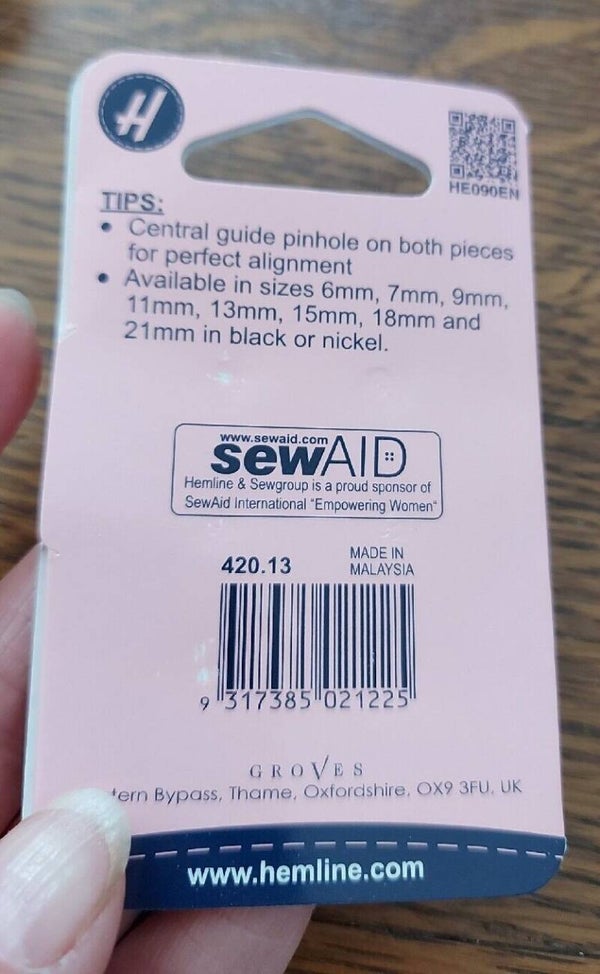 H
HE090EN
TIPS:
• Central guide pinhole on both pieces
for perfect alignment
• Available in sizes 6mm, 7mm, 9mm,
11mm, 13mm, 15mm, 18mm and
21mm in black or nickel.
www.sewaid.com
sewAID
Hemline & Sewgroup is a proud sponsor of
SewAid International "Empowering Women"
420.13
MADE IN
MALAYSIA
9 317385 021225
GROVES
Bypass, Thame, Oxfordshire, OX9 3FU, UK
www.hemline.com